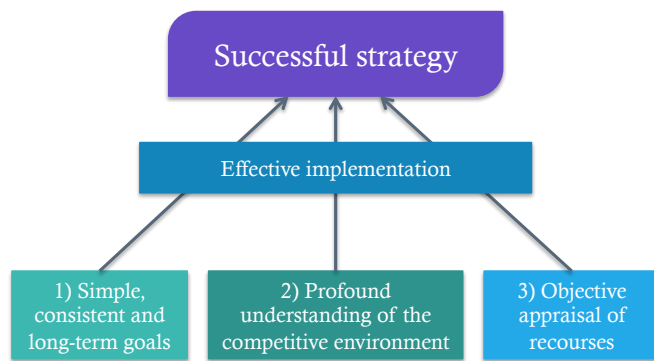 Successful strategy
Effective implementation
1) Simple,
consistent and
long-term goals
2) Profound
understanding of the
competitive environment
3) Objective
appraisal of
recourses